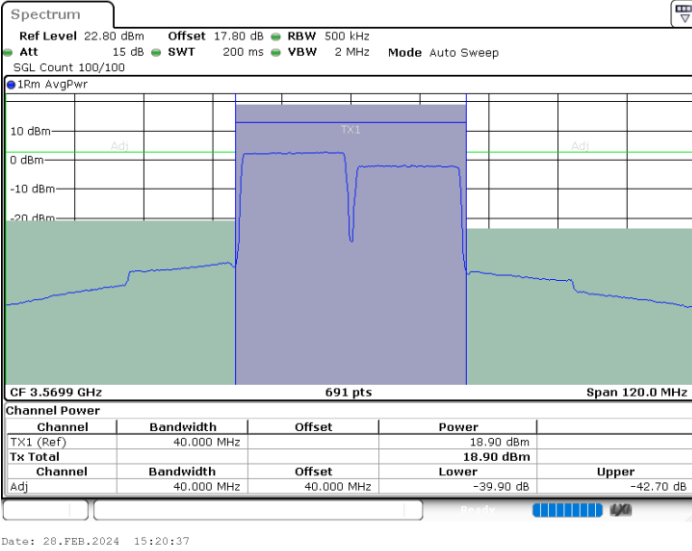 Spectrum
Ref Level 22.80 dBm Offset 17.80 dB RBW 500 kHz
Att 15 dB SWT 200 ms VBW 2 MHz Mode Auto Sweep
SGL Count 100/100
1Rm AvgPwr
10 dBm
TX1
Adj
Adj
0 dBm
-10 dBm
-20 dBm
CF 3.5699 GHz 691 pts Span 120.0 MHz
Channel Power
Channel Bandwidth Offset Power
TX1 (Ref) 40.000 MHz 18.90 dBm
Tx Total 18.90 dBm
Channel Bandwidth Offset Lower Upper
Adj 40.000 MHz 40.000 MHz -39.90 dB -42.70 dB
Ready
Date: 28.FEB.2024 15:20:37